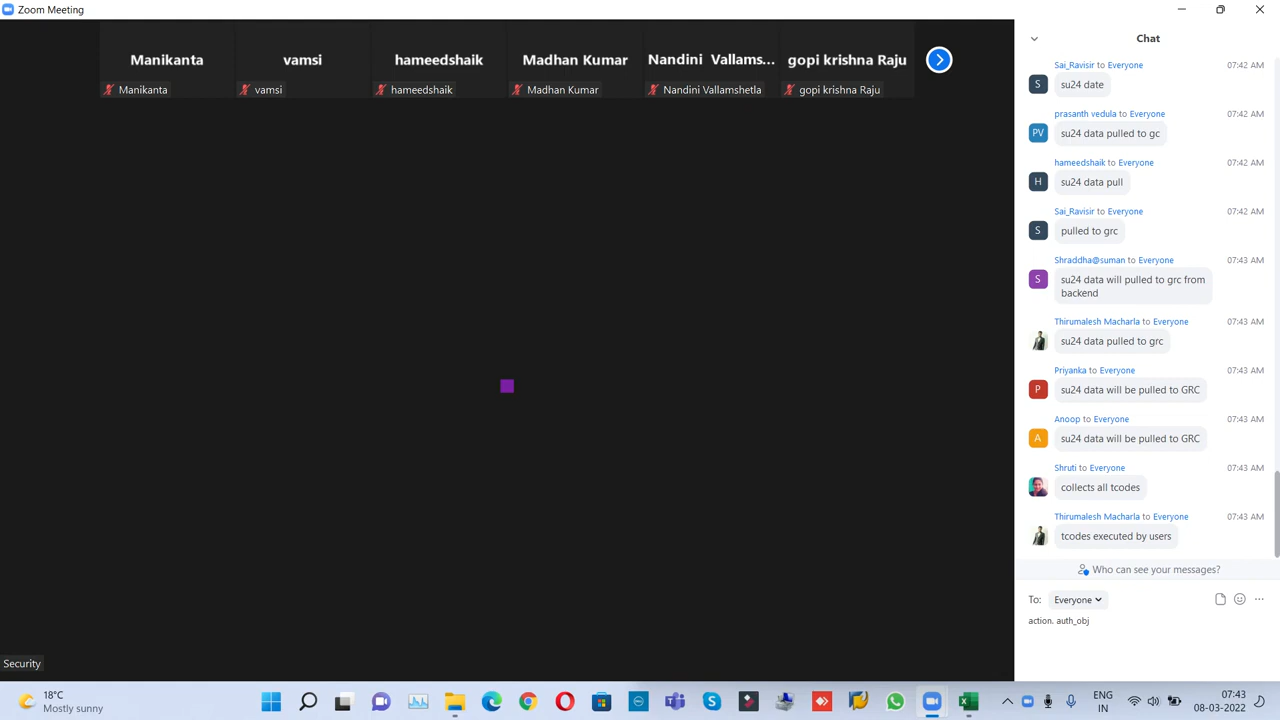 Zoom Meeting
Manikanta
vamsi
hameedshaik
Madhan Kumar
Nandini Vallams...
gopi krishna Raju
Manikanta
vamsi
hameedshaik
Madhan Kumar
Nandini Vallamshetla
gopi krishna Raju
Security
Chat
Sai_Ravisir to Everyone 07:42 AM
S
su24 date
prasanth vedula to Everyone 07:42 AM
PV
su24 data pulled to gc
hameedshaik to Everyone 07:42 AM
H
su24 data pull
Sai_Ravisir to Everyone 07:42 AM
S
pulled to grc
Shraddha@suman to Everyone 07:43 AM
S
su24 data will pulled to grc from
backend
Thirumalesh Macharla to Everyone 07:43 AM
su24 data pulled to grc
Priyanka to Everyone 07:43 AM
P
su24 data will be pulled to GRC
Anoop to Everyone 07:43 AM
A
su24 data will be pulled to GRC
Shruti to Everyone 07:43 AM
collects all tcodes
Thirumalesh Macharla to Everyone 07:43 AM
tcodes executed by users
Who can see your messages?
To: Everyone
action. auth_obj
18°C
Mostly sunny
ENG
IN
07:43
08-03-2022